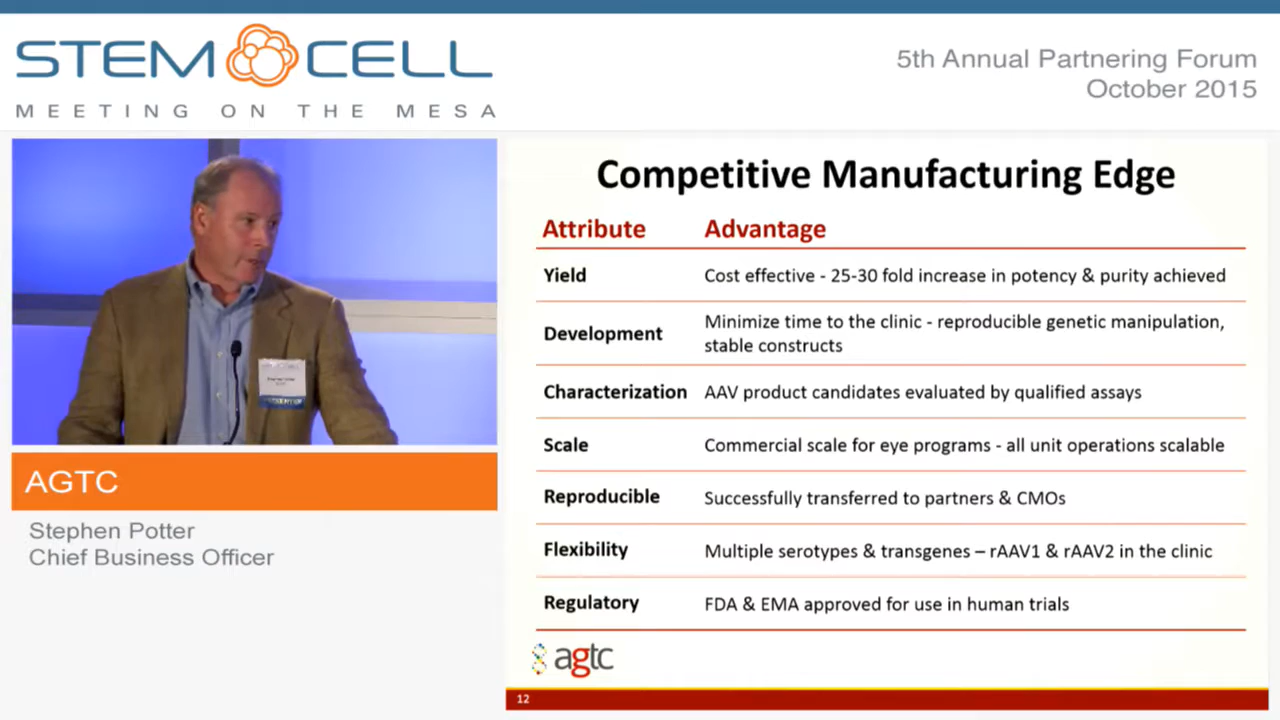 STEM CELL
MEETING ON THE MESA
5th Annual Partnering Forum
October 2015
AGTC
Stephen Potter
Chief Business Officer
Competitive Manufacturing Edge
Attribute Advantage
Yield Cost effective - 25-30 fold increase in potency & purity achieved
Development Minimize time to the clinic - reproducible genetic manipulation,
stable constructs
Characterization AAV product candidates evaluated by qualified assays
Scale Commercial scale for eye programs - all unit operations scalable
Reproducible Successfully transferred to partners & CMOs
Flexibility Multiple serotypes & transgenes – rAAV1 & rAAV2 in the clinic
Regulatory FDA & EMA approved for use in human trials
agtc
12